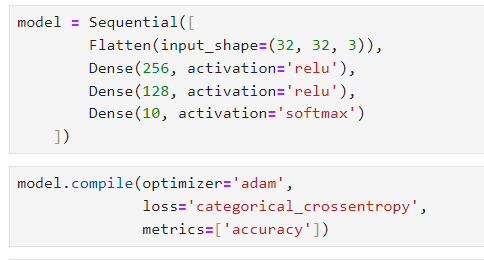 model = Sequential([
        Flatten(input_shape=(32, 32, 3)),
        Dense(256, activation='relu'),
        Dense(128, activation='relu'),
        Dense(10, activation='softmax')
    ])
model.compile(optimizer='adam',
              loss='categorical_crossentropy',
              metrics=['accuracy'])